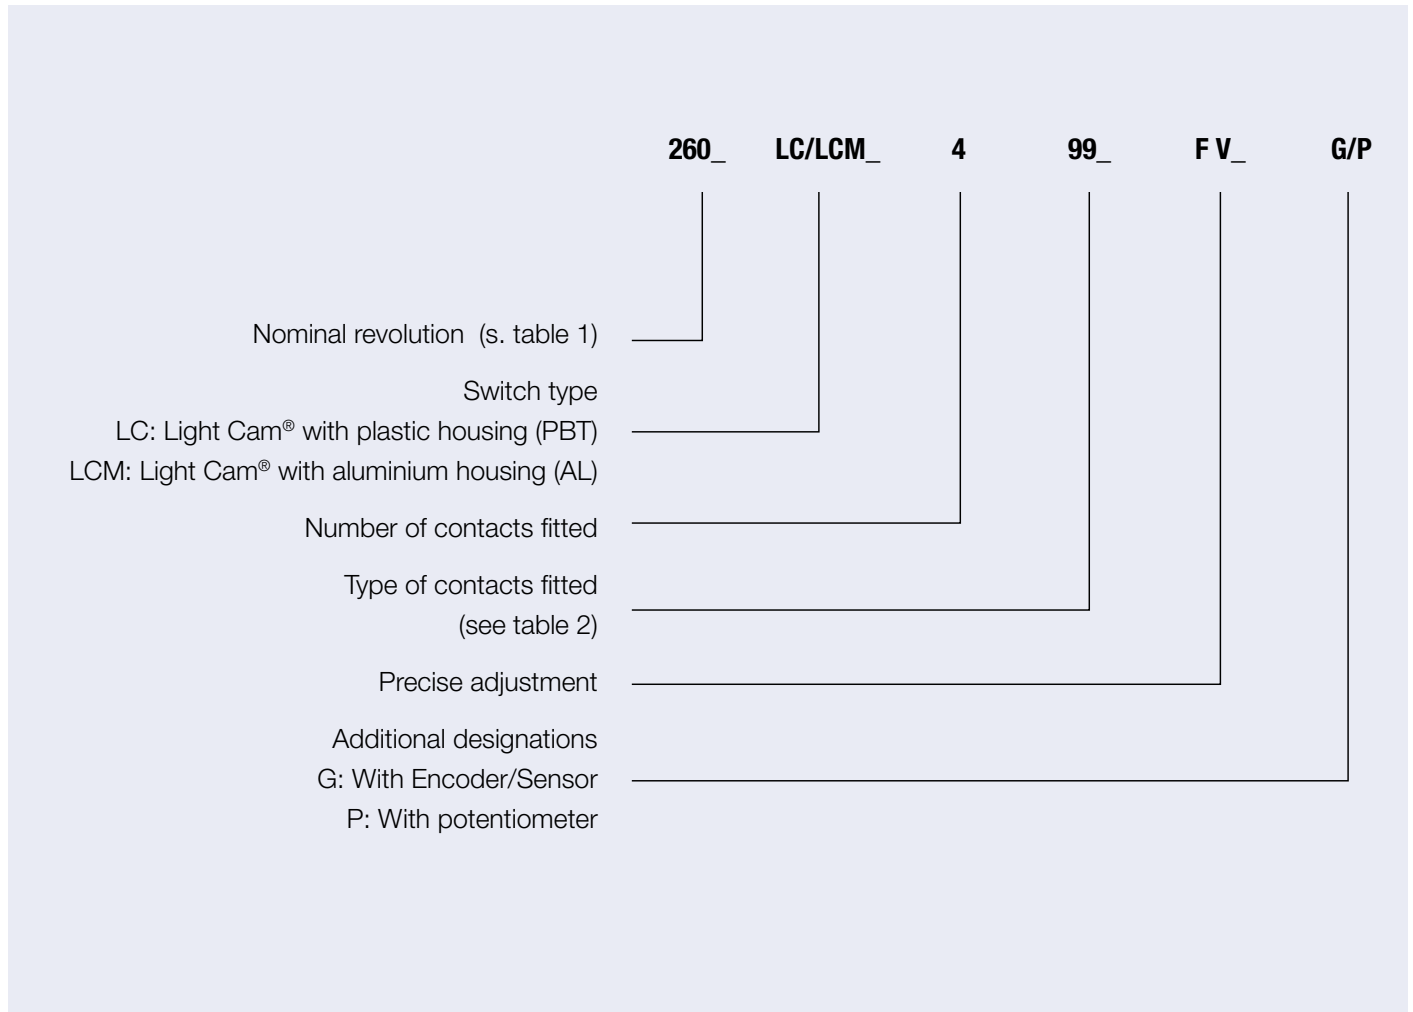 260_ LC/LCM_ 4 99_ F V_ G/P
Nominal revolution (s. table 1)
Switch type
LC: Light Cam® with plastic housing (PBT)
LCM: Light Cam® with aluminium housing (AL)
Number of contacts fitted
Type of contacts fitted
(see table 2)
Precise adjustment
Additional designations
G: With Encoder/Sensor
P: With potentiometer